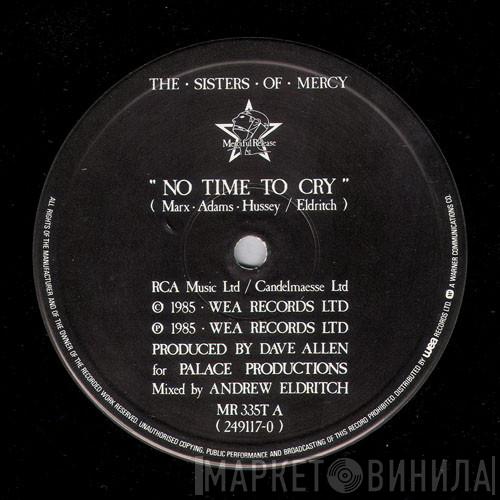 THE · SISTERS · OF · MERCY
Merciful Release
" NO TIME TO CRY "
( Marx · Adams · Hussey / Eldritch )
RCA Music Ltd / Candelmaesse Ltd
© 1985 · WEA RECORDS LTD
℗ 1985 · WEA RECORDS LTD
PRODUCED BY DAVE ALLEN
for PALACE PRODUCTIONS
Mixed by ANDREW ELDRITCH
MR 335T A
( 249117-0 )
ALL RIGHTS OF THE MANUFACTURER AND OF THE OWNER OF THE RECORDED WORK RESERVED. UNAUTHORISED COPYING, PUBLIC PERFORMANCE AND BROADCASTING OF THIS RECORD PROHIBITED. DISTRIBUTED BY wea RECORDS LTD. A WARNER COMMUNICATIONS CO.
МАРКЕТ ВИНИЛА